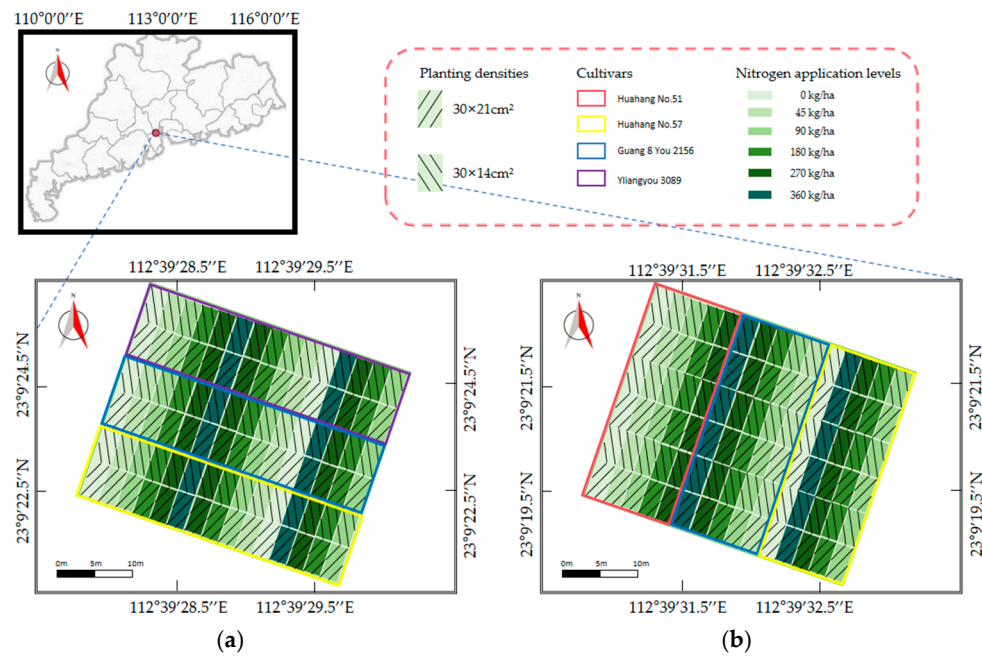 110°0′0″E 113°0′0″E 116°0′0″E
N
Planting densities
30×21cm²
30×14cm²
Cultivars
Huahang No.51
Huahang No.57
Guang 8 You 2156
Yliangyou 3089
Nitrogen application levels
0 kg/ha
45 kg/ha
90 kg/ha
180 kg/ha
270 kg/ha
360 kg/ha
112°39′28.5″E 112°39′29.5″E
N
23°9′24.5″N
23°9′22.5″N
23°9′24.5″N
23°9′22.5″N
0 5m 10m
112°39′28.5″E 112°39′29.5″E
(a)
112°39′31.5″E 112°39′32.5″E
N
23°9′21.5″N
23°9′19.5″N
23°9′21.5″N
23°9′19.5″N
0 5m 10m
112°39′31.5″E 112°39′32.5″E
(b)